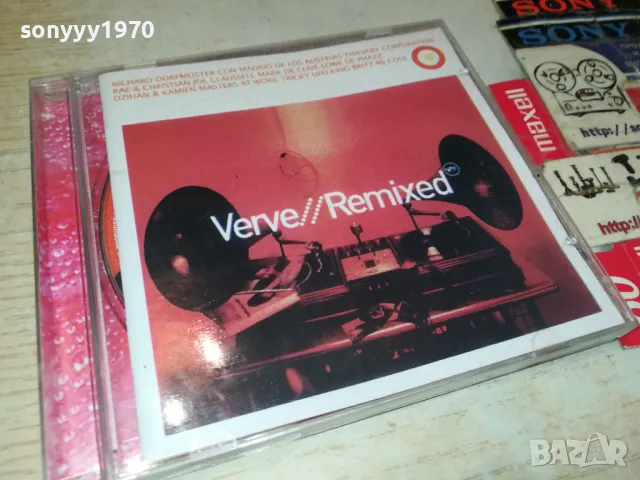 sonyyy1970
RICHARD DORFMEISTER CON MADRID DE LOS AUSTRIAS THIEVERY CORPORATION
RAE & CHRISTIAN JOE CLAUSSELL MARK DE CLIVE LOWE DE PHAZZ
DZIHAN & KAMIEN MASTERS AT WORK TRICKY UFO KING BRITT MJ COLE
Verve//Remixed
SONY
maxell
http://
http:
BAZAR
bazar.bg